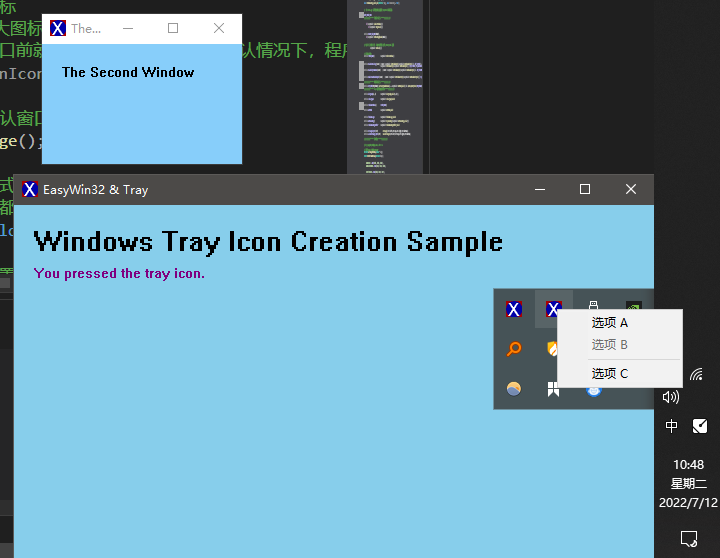 标
大图标
The...
口前就
认情况下，程序
nIcon
The Second Window
认窗口
ge();
式
都
EasyWin32 & Tray
Windows Tray Icon Creation Sample
You pressed the tray icon.
选项 A
选项 B
选项 C
中
10:48
星期二
2022/7/12